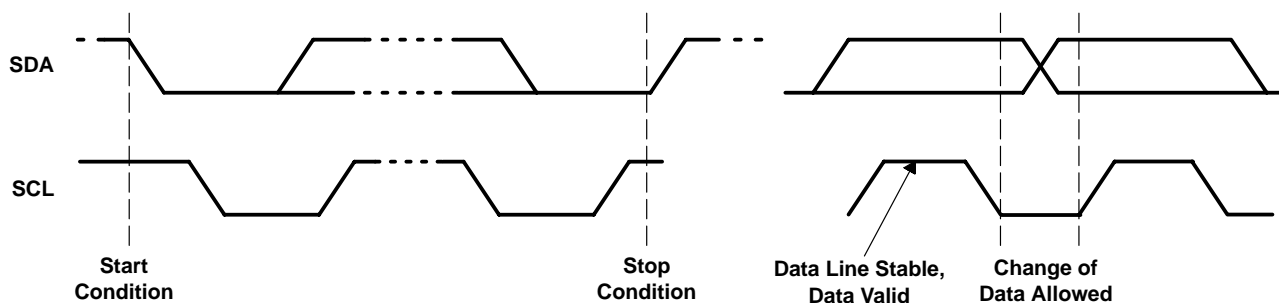 SDA
SCL
Start
Condition
Stop
Condition
Data Line Stable,
Data Valid
Change of
Data Allowed